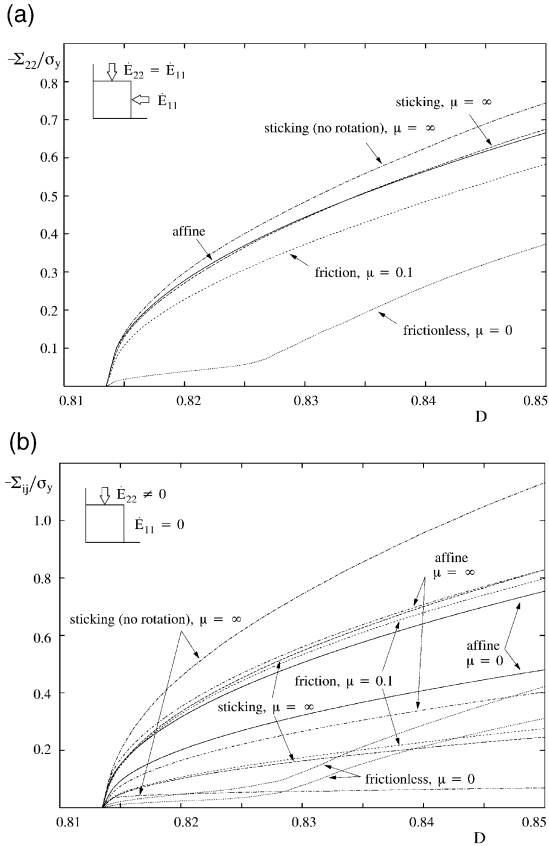 (a)
−Σ22/σy
0.8
Ė22 = Ė11
Ė11
sticking, μ = ∞
0.7
sticking (no rotation), μ = ∞
0.6
0.5
affine
0.4
0.3
friction, μ = 0.1
0.2
frictionless, μ = 0
0.1
0.81 0.82 0.83 0.84 0.85
D
(b)
−Σij/σy
Ė22 ≠ 0
1.0
Ė11 = 0
affine
μ = ∞
0.8
sticking (no rotation), μ = ∞
0.6
affine
μ = 0
friction, μ = 0.1
0.4
sticking, μ = ∞
0.2
frictionless, μ = 0
0.81 0.82 0.83 0.84 0.85
D